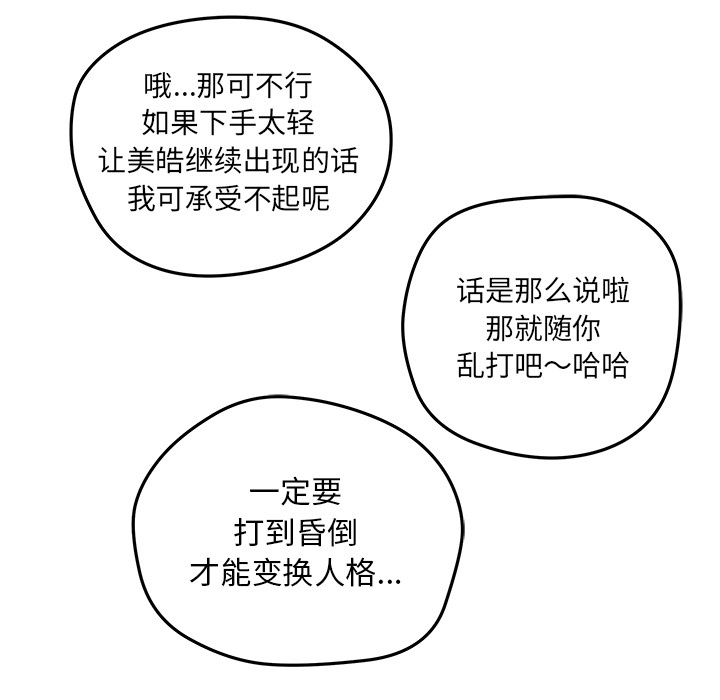 哦...那可不行
如果下手太轻
让美皓继续出现的话
我可承受不起呢
话是那么说啦
那就随你
乱打吧～哈哈
一定要
打到昏倒
才能变换人格...